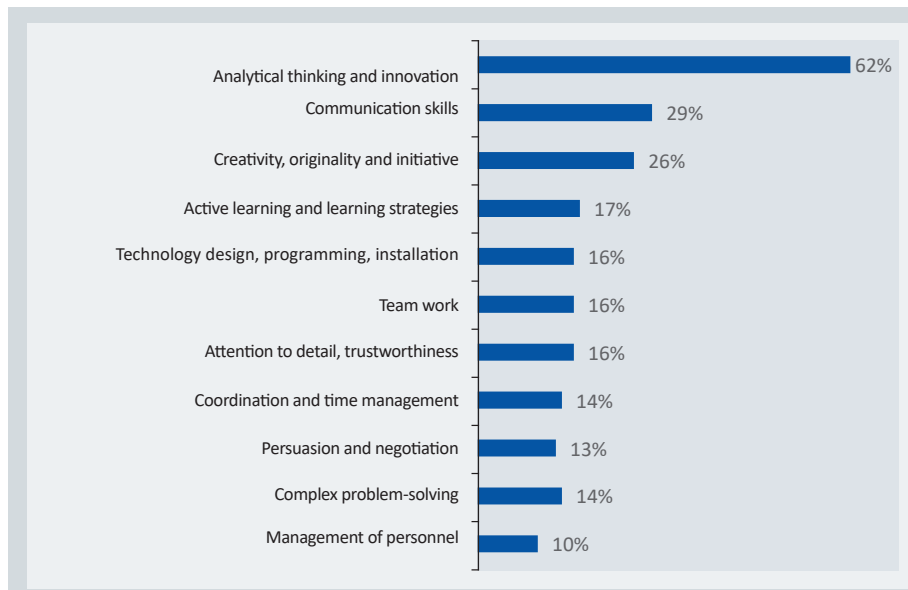 Analytical thinking and innovation 62%
Communication skills 29%
Creativity, originality and initiative 26%
Active learning and learning strategies 17%
Technology design, programming, installation 16%
Team work 16%
Attention to detail, trustworthiness 16%
Coordination and time management 14%
Persuasion and negotiation 13%
Complex problem-solving 14%
Management of personnel 10%